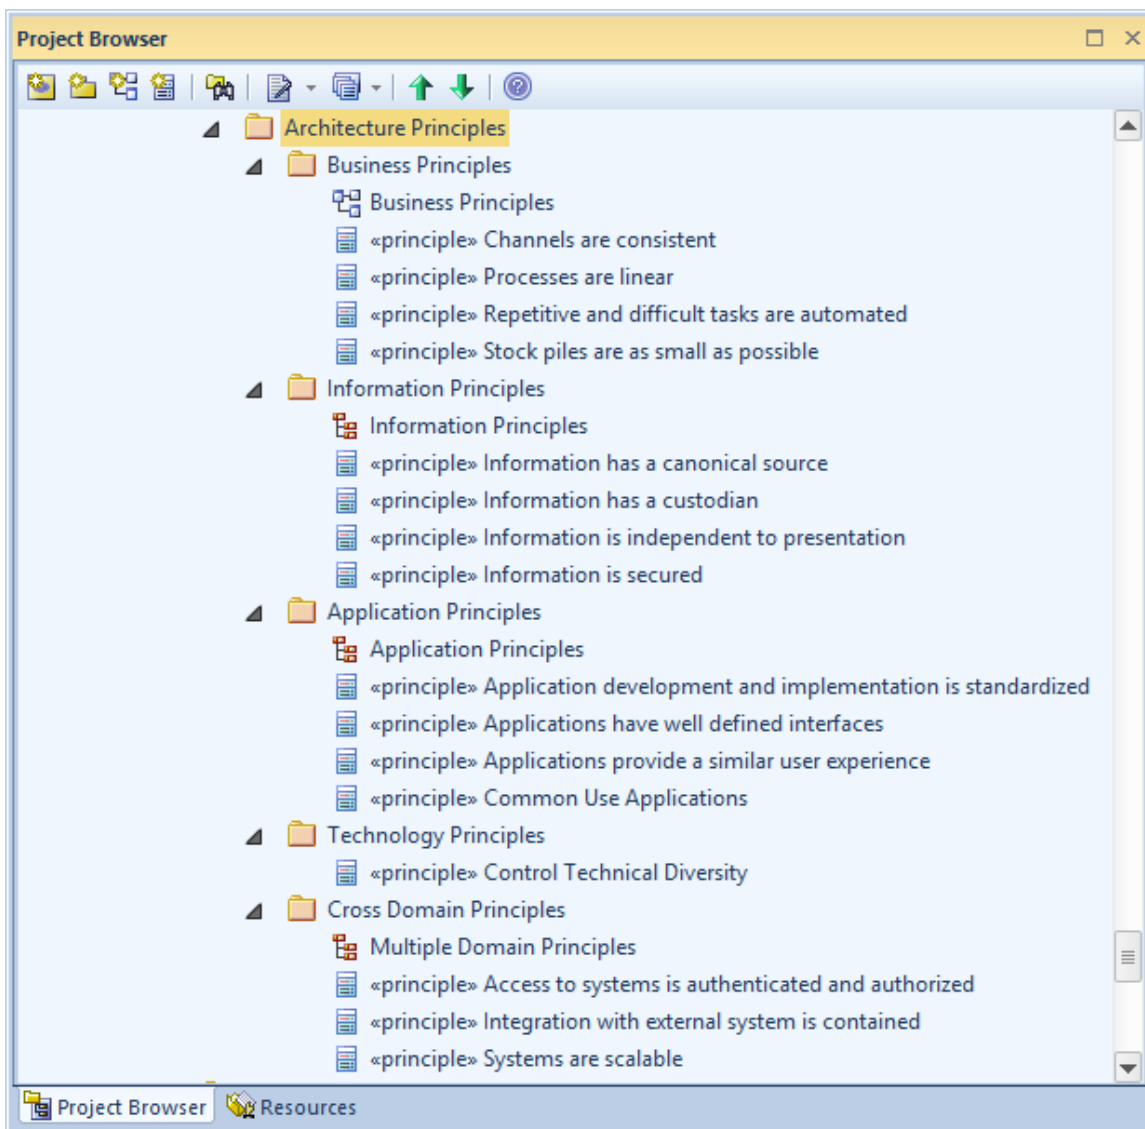 Project Browser
Architecture Principles
Business Principles
Business Principles
«principle» Channels are consistent
«principle» Processes are linear
«principle» Repetitive and difficult tasks are automated
«principle» Stock piles are as small as possible
Information Principles
Information Principles
«principle» Information has a canonical source
«principle» Information has a custodian
«principle» Information is independent to presentation
«principle» Information is secured
Application Principles
Application Principles
«principle» Application development and implementation is standardized
«principle» Applications have well defined interfaces
«principle» Applications provide a similar user experience
«principle» Common Use Applications
Technology Principles
«principle» Control Technical Diversity
Cross Domain Principles
Multiple Domain Principles
«principle» Access to systems is authenticated and authorized
«principle» Integration with external system is contained
«principle» Systems are scalable
Project Browser Resources